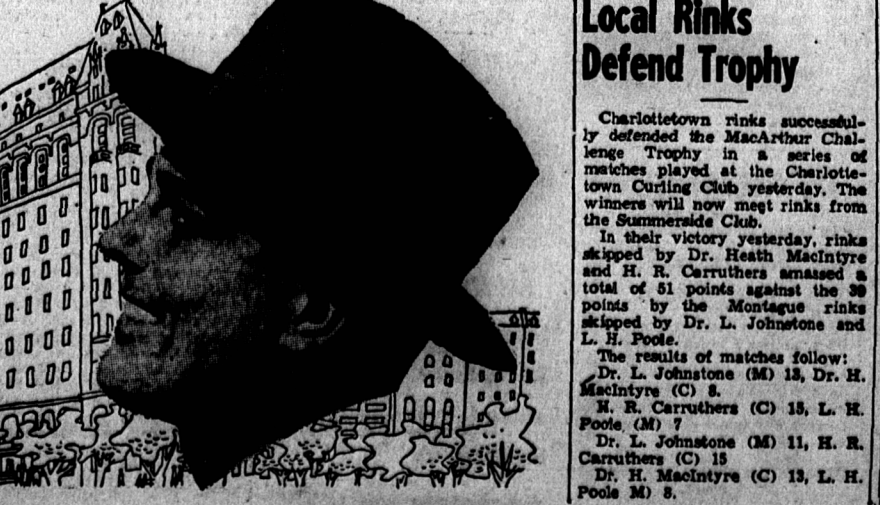 Local Rinks
Defend Trophy
Charlottetown rinks successful-
ly defended the MacArthur Chal-
lenge Trophy in a series of
matches played at the Charlotte-
town Curling Club yesterday. The
winners will now meet rinks from
the Summerside Club.
In their victory yesterday, rinks
skipped by Dr. Heath MacIntyre
and H. R. Carruthers amassed a
total of 51 points against the 39
points by the Montague rinks
skipped by Dr. L. Johnstone and
L. H. Poole.
The results of matches follow:
Dr. L. Johnstone (M) 13, Dr. H.
MacIntyre (C) 8.
H. R. Carruthers (C) 15, L. H.
Poole (M) 7
Dr. L. Johnstone (M) 11, H. R.
Carruthers (C) 15
Dr. H. MacIntyre (C) 13, L. H.
Poole M) 8.